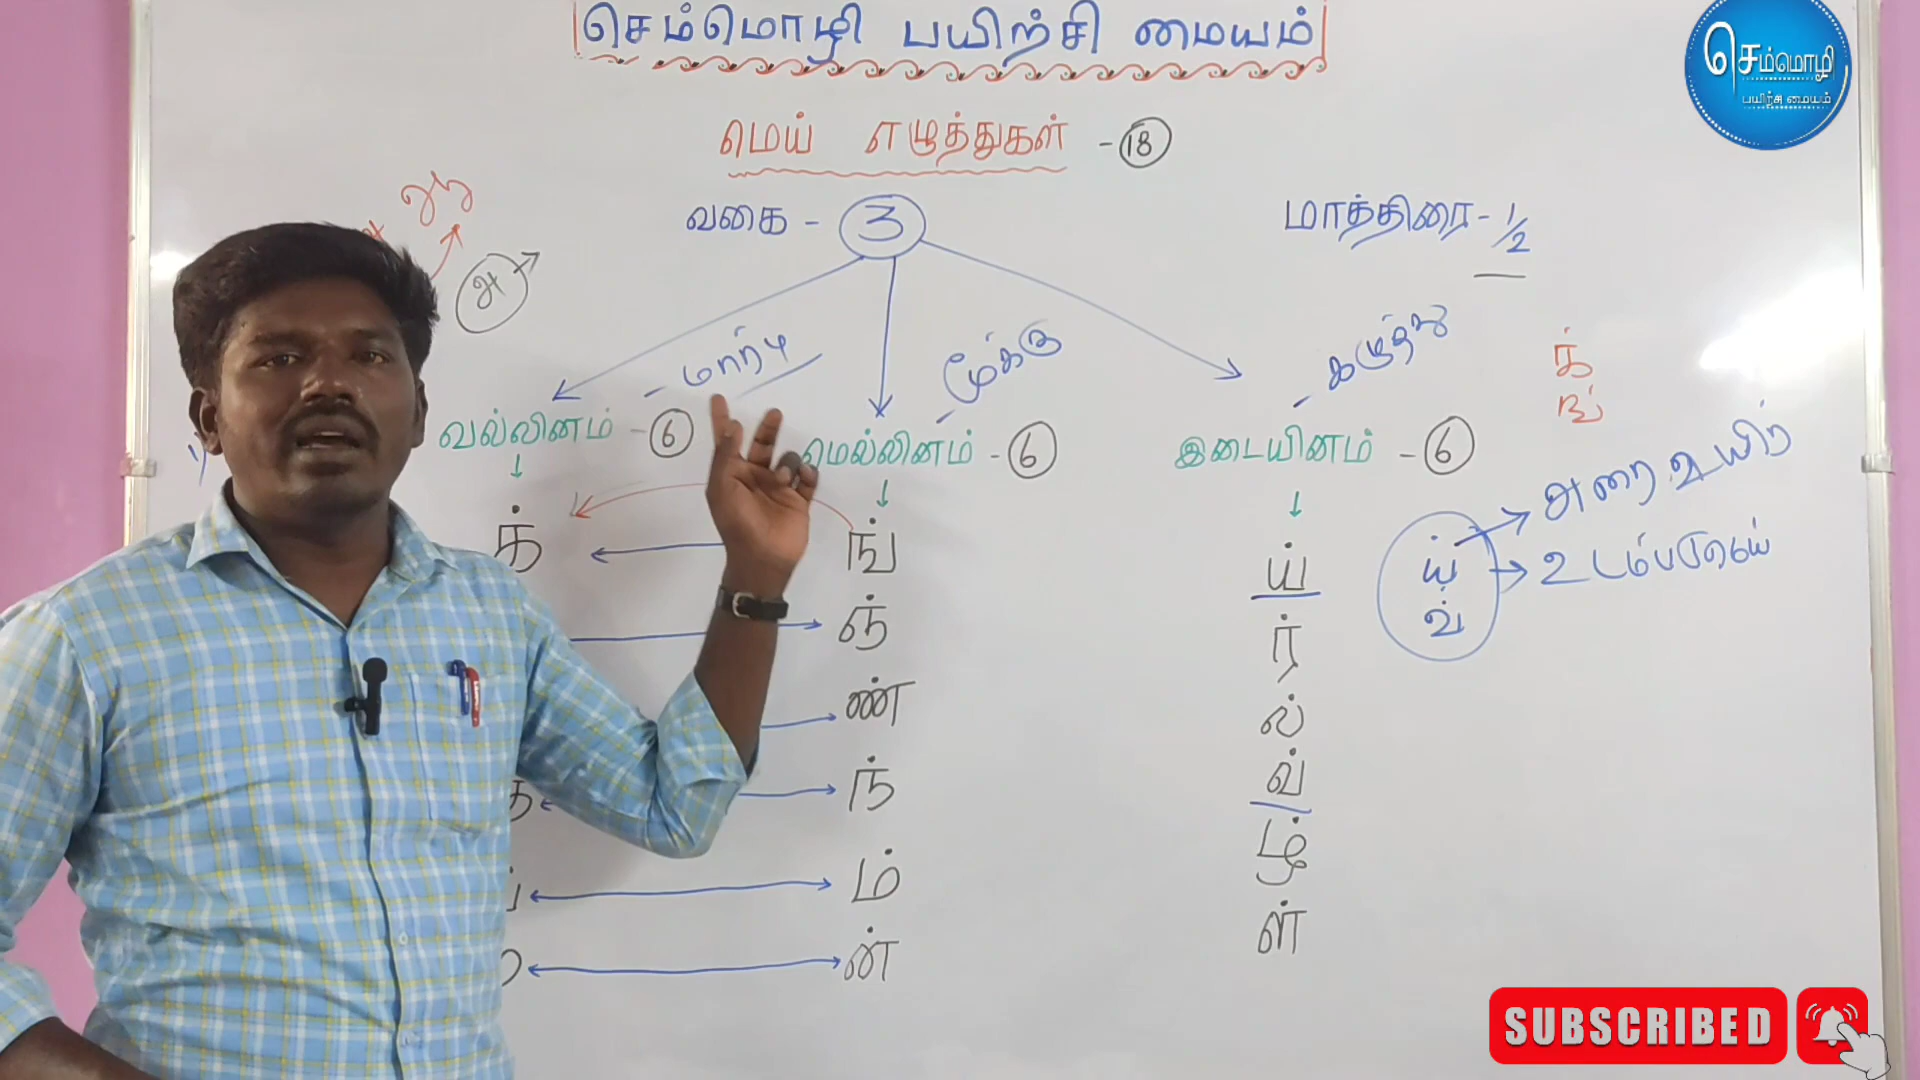 செம்மொழி பயிற்சி மையம்
செம்மொழி
பயிற்சி மையம்
மெய் எழுத்துகள் - 18
வகை - 3
மாத்திரை - 1/2
அ
- மார்பு
- மூக்கு
- கழுத்து
வல்லினம் - 6
மெல்லினம் - 6
இடையினம் - 6
க்
ங்
க்
ங்
ஞ்
ண்
ந்
ம்
ன்
ய்
ர்
ல்
வ்
ழ்
ள்
ய்
வ்
அரை உயிர்
உடம்படுமெய்
SUBSCRIBED